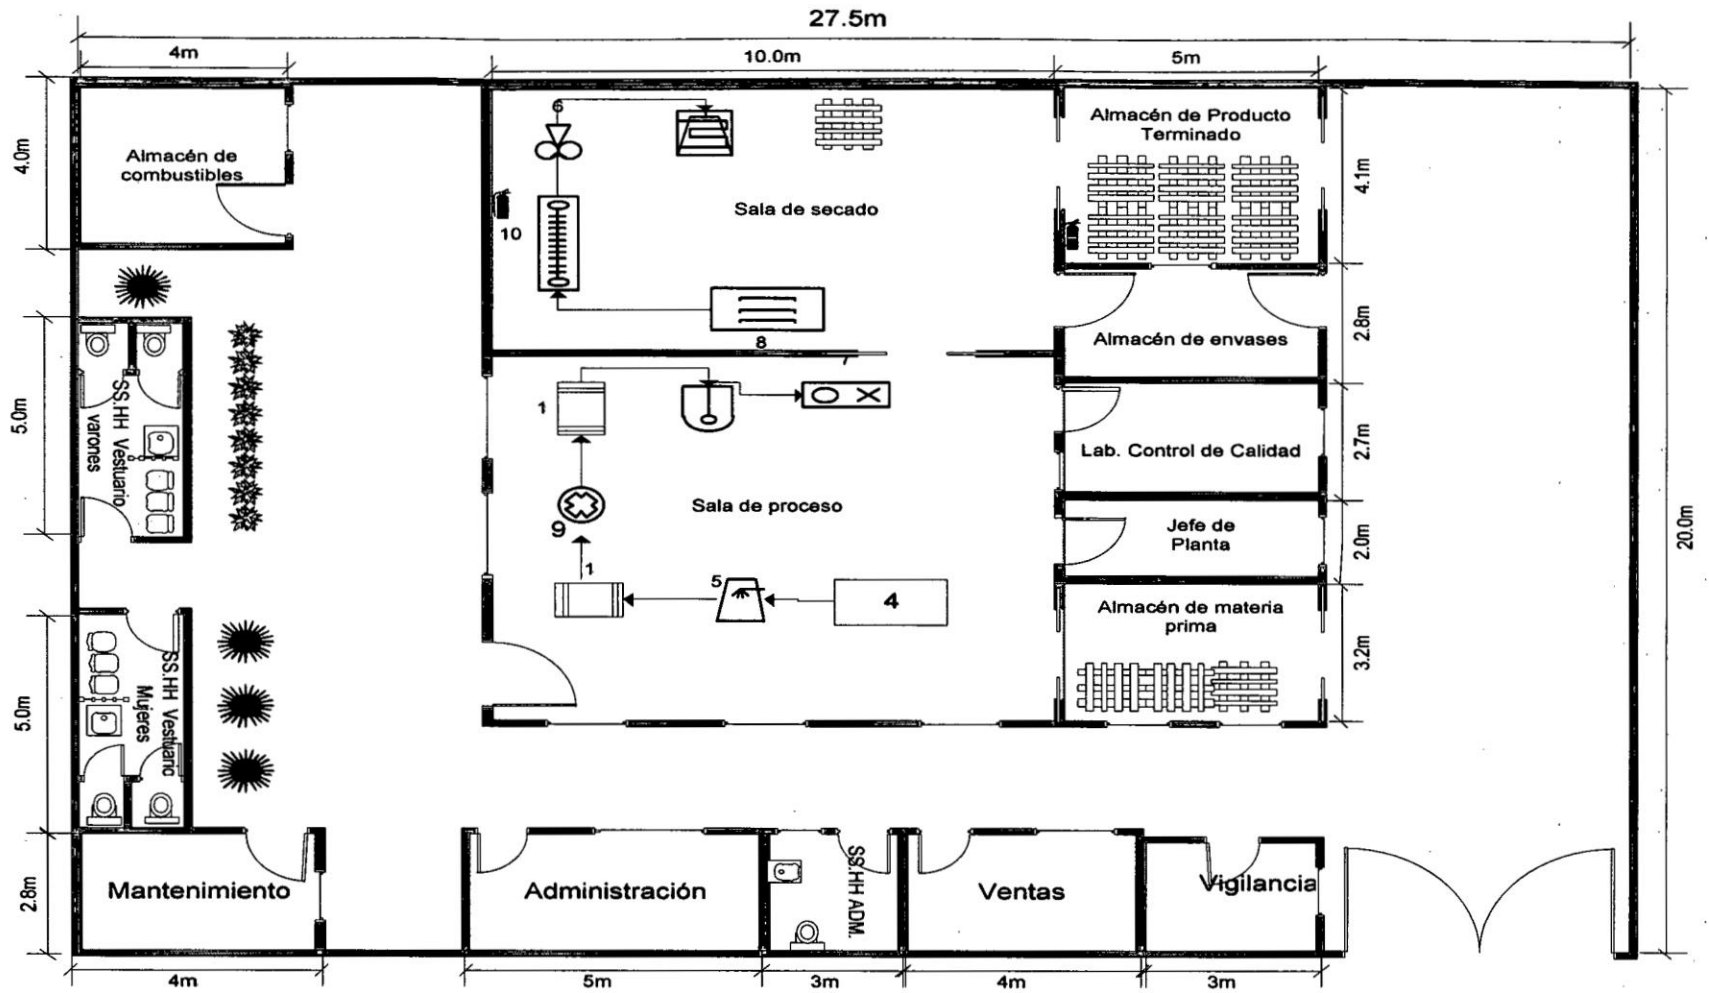 27.5m
4m
10.0m
5m
4.0m
Almacén de
combustibles
6
10
Sala de secado
8
7
Almacén de Producto
Terminado
4.1m
Almacén de envases
2.8m
5.0m
SS.HH Vestuario
varones
1
9
1
5
4
Sala de proceso
Lab. Control de Calidad
2.7m
Jefe de
Planta
2.0m
20.0m
Almacén de materia
prima
3.2m
5.0m
SS.HH Vestuario
Mujeres
2.8m
Mantenimiento
Administración
SS.HH ADM.
Ventas
Vigilancia
4m
5m
3m
4m
3m